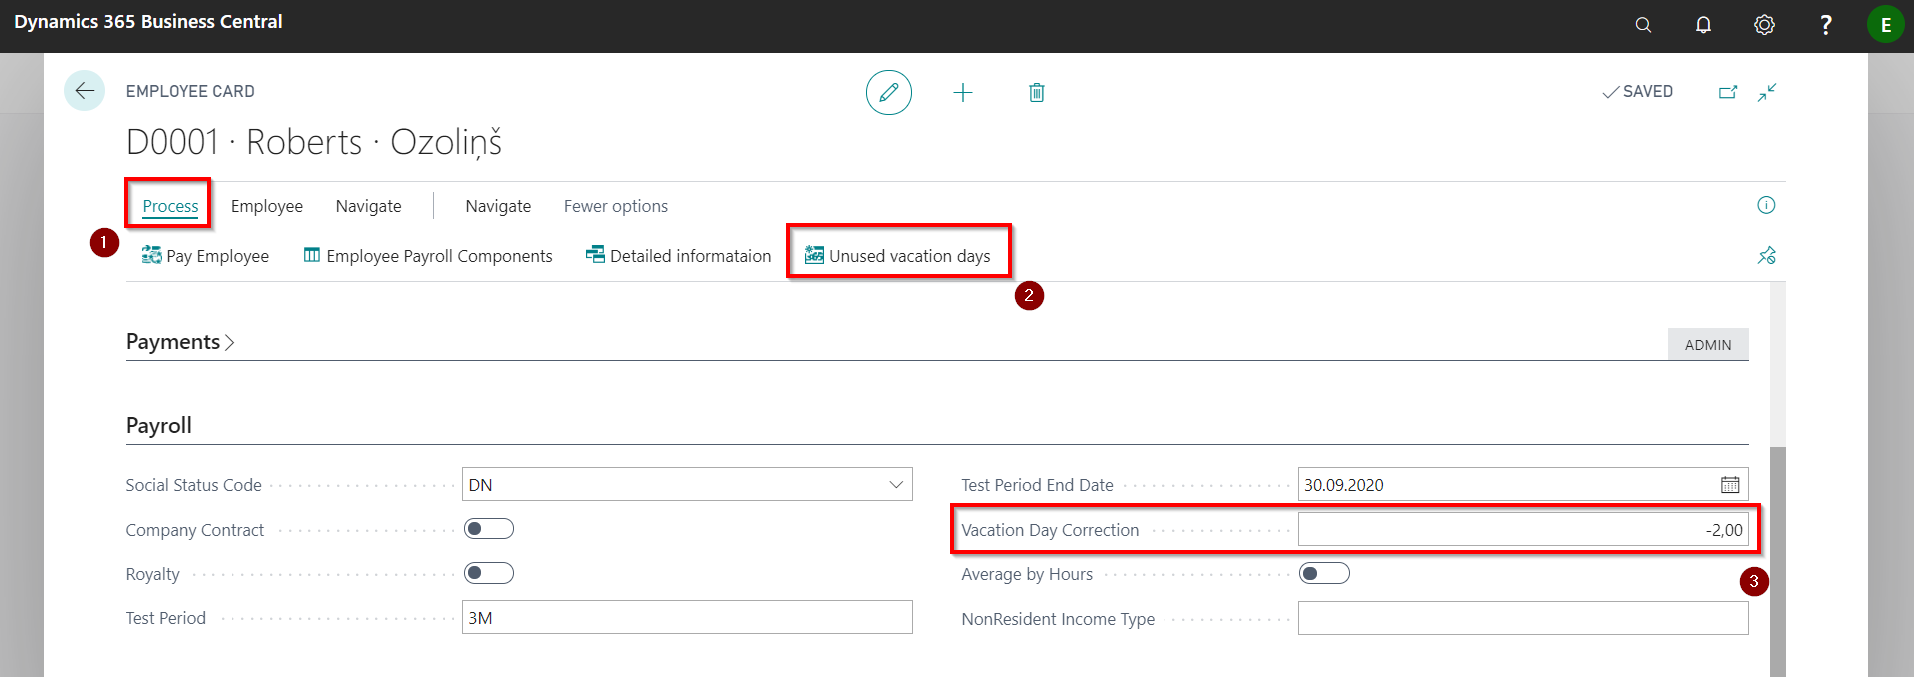 Dynamics 365 Business Central
?
E
EMPLOYEE CARD
SAVED
D0001 · Roberts · Ozoliņš
Process
Employee
Navigate
Navigate
Fewer options
1
Pay Employee
Employee Payroll Components
Detailed informataion
365
Unused vacation days
2
Payments
ADMIN
Payroll
Social Status Code
DN
Test Period End Date
30.09.2020
Company Contract
Vacation Day Correction
-2,00
Royalty
Average by Hours
3
Test Period
3M
NonResident Income Type